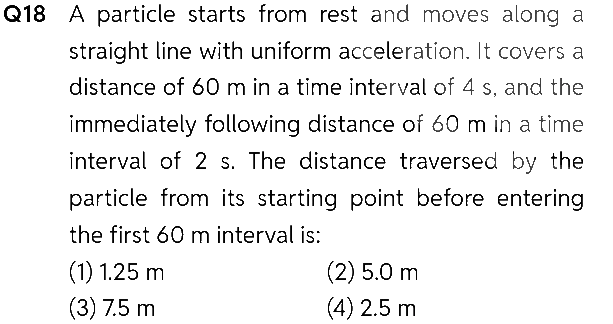 Q18 A particle starts from rest and moves along a
straight line with uniform acceleration. It covers a
distance of 60 m in a time interval of 4 s, and the
immediately following distance of 60 m in a time
interval of 2 s. The distance traversed by the
particle from its starting point before entering
the first 60 m interval is:
(1) 1.25 m (2) 5.0 m
(3) 7.5 m (4) 2.5 m